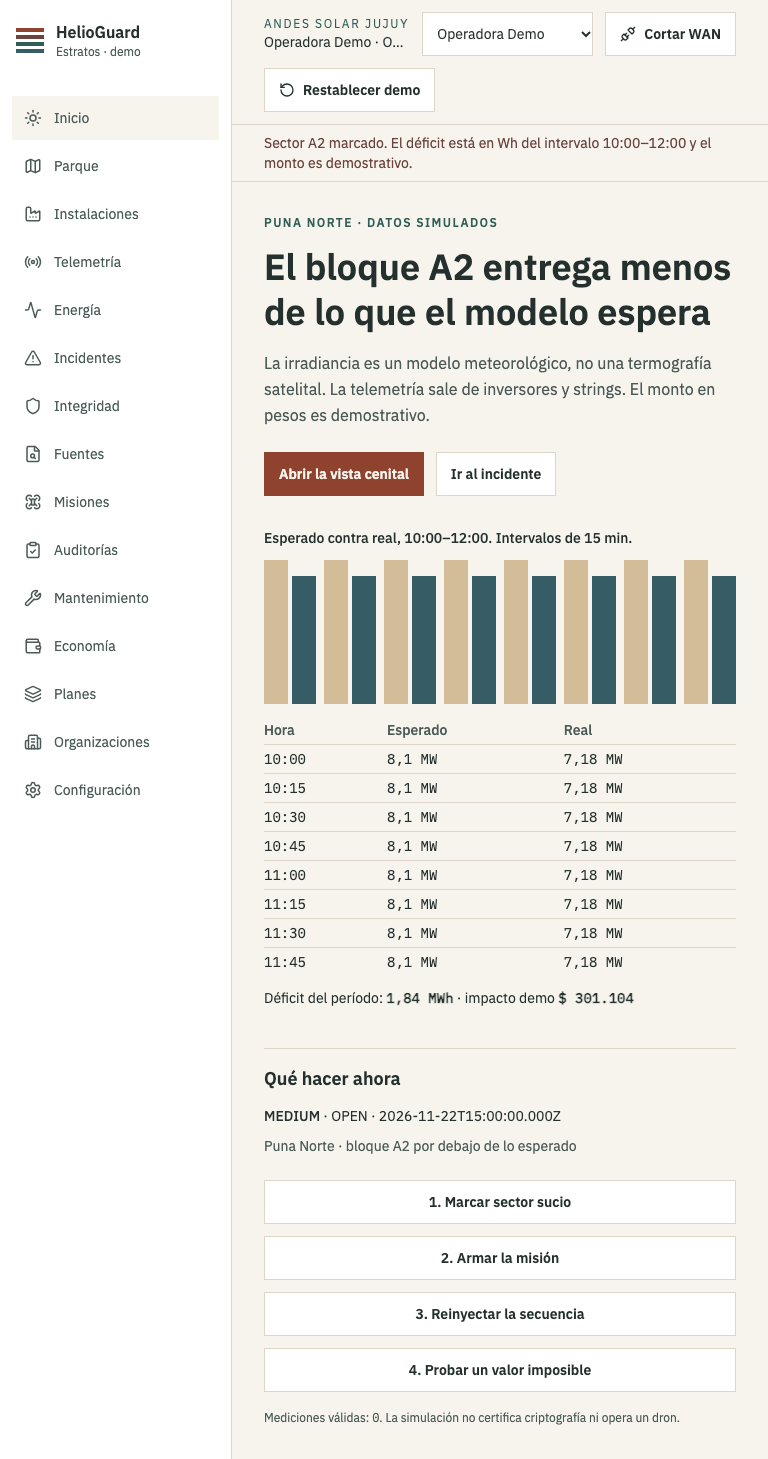 HelioGuard
Estratos · demo
Inicio
Parque
Instalaciones
Telemetría
Energía
Incidentes
Integridad
Fuentes
Misiones
Auditorías
Mantenimiento
Economía
Planes
Organizaciones
Configuración
ANDES SOLAR JUJUY
Operadora Demo · O...
Operadora Demo
Cortar WAN
Restablecer demo
Sector A2 marcado. El déficit está en Wh del intervalo 10:00–12:00 y el
monto es demostrativo.
PUNA NORTE · DATOS SIMULADOS
El bloque A2 entrega menos
de lo que el modelo espera
La irradiancia es un modelo meteorológico, no una termografía
satelital. La telemetría sale de inversores y strings. El monto en
pesos es demostrativo.
Abrir la vista cenital
Ir al incidente
Esperado contra real, 10:00–12:00. Intervalos de 15 min.
Hora Esperado Real
10:00 8,1 MW 7,18 MW
10:15 8,1 MW 7,18 MW
10:30 8,1 MW 7,18 MW
10:45 8,1 MW 7,18 MW
11:00 8,1 MW 7,18 MW
11:15 8,1 MW 7,18 MW
11:30 8,1 MW 7,18 MW
11:45 8,1 MW 7,18 MW
Déficit del período: 1,84 MWh · impacto demo $ 301.104
Qué hacer ahora
MEDIUM · OPEN · 2026-11-22T15:00:00.000Z
Puna Norte · bloque A2 por debajo de lo esperado
1. Marcar sector sucio
2. Armar la misión
3. Reinyectar la secuencia
4. Probar un valor imposible
Mediciones válidas: 0. La simulación no certifica criptografía ni opera un dron.